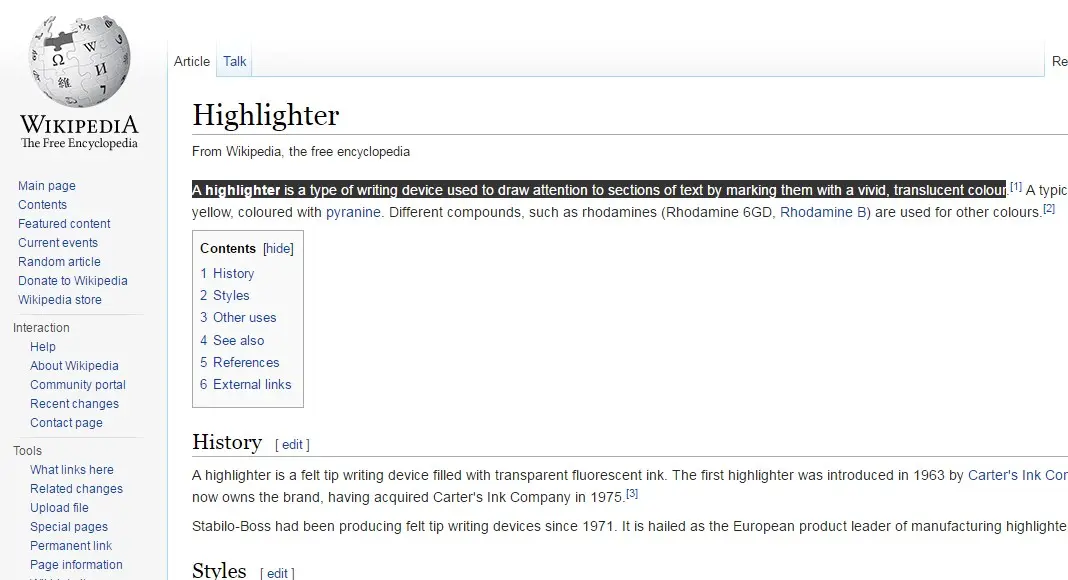 WIKIPEDIA
The Free Encyclopedia
Main page
Contents
Featured content
Current events
Random article
Donate to Wikipedia
Wikipedia store
Interaction
Help
About Wikipedia
Community portal
Recent changes
Contact page
Tools
What links here
Related changes
Upload file
Special pages
Permanent link
Page information
Article Talk
Re
Highlighter
From Wikipedia, the free encyclopedia
A highlighter is a type of writing device used to draw attention to sections of text by marking them with a vivid, translucent colour.[1] A typic
yellow, coloured with pyranine. Different compounds, such as rhodamines (Rhodamine 6GD, Rhodamine B) are used for other colours.[2]
Contents [hide]
1 History
2 Styles
3 Other uses
4 See also
5 References
6 External links
History [ edit ]
A highlighter is a felt tip writing device filled with transparent fluorescent ink. The first highlighter was introduced in 1963 by Carter's Ink Cor
now owns the brand, having acquired Carter's Ink Company in 1975.[3]
Stabilo-Boss had been producing felt tip writing devices since 1971. It is hailed as the European product leader of manufacturing highlighte
Styles [ edit ]